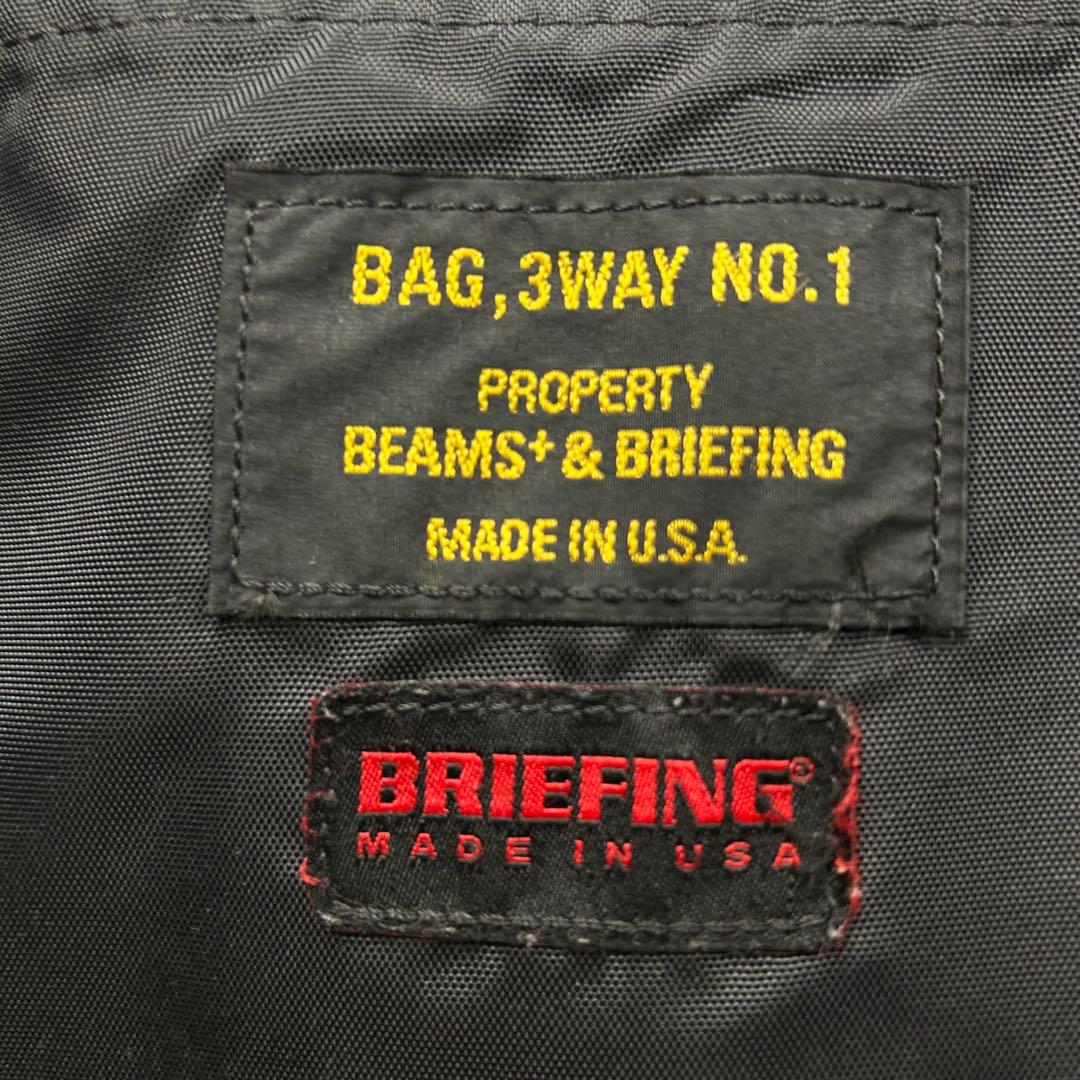 BAG,3WAY NO.1
PROPERTY
BEAMS+ & BRIEFING
MADE IN U.S.A.
BRIEFING©
MADE IN USA